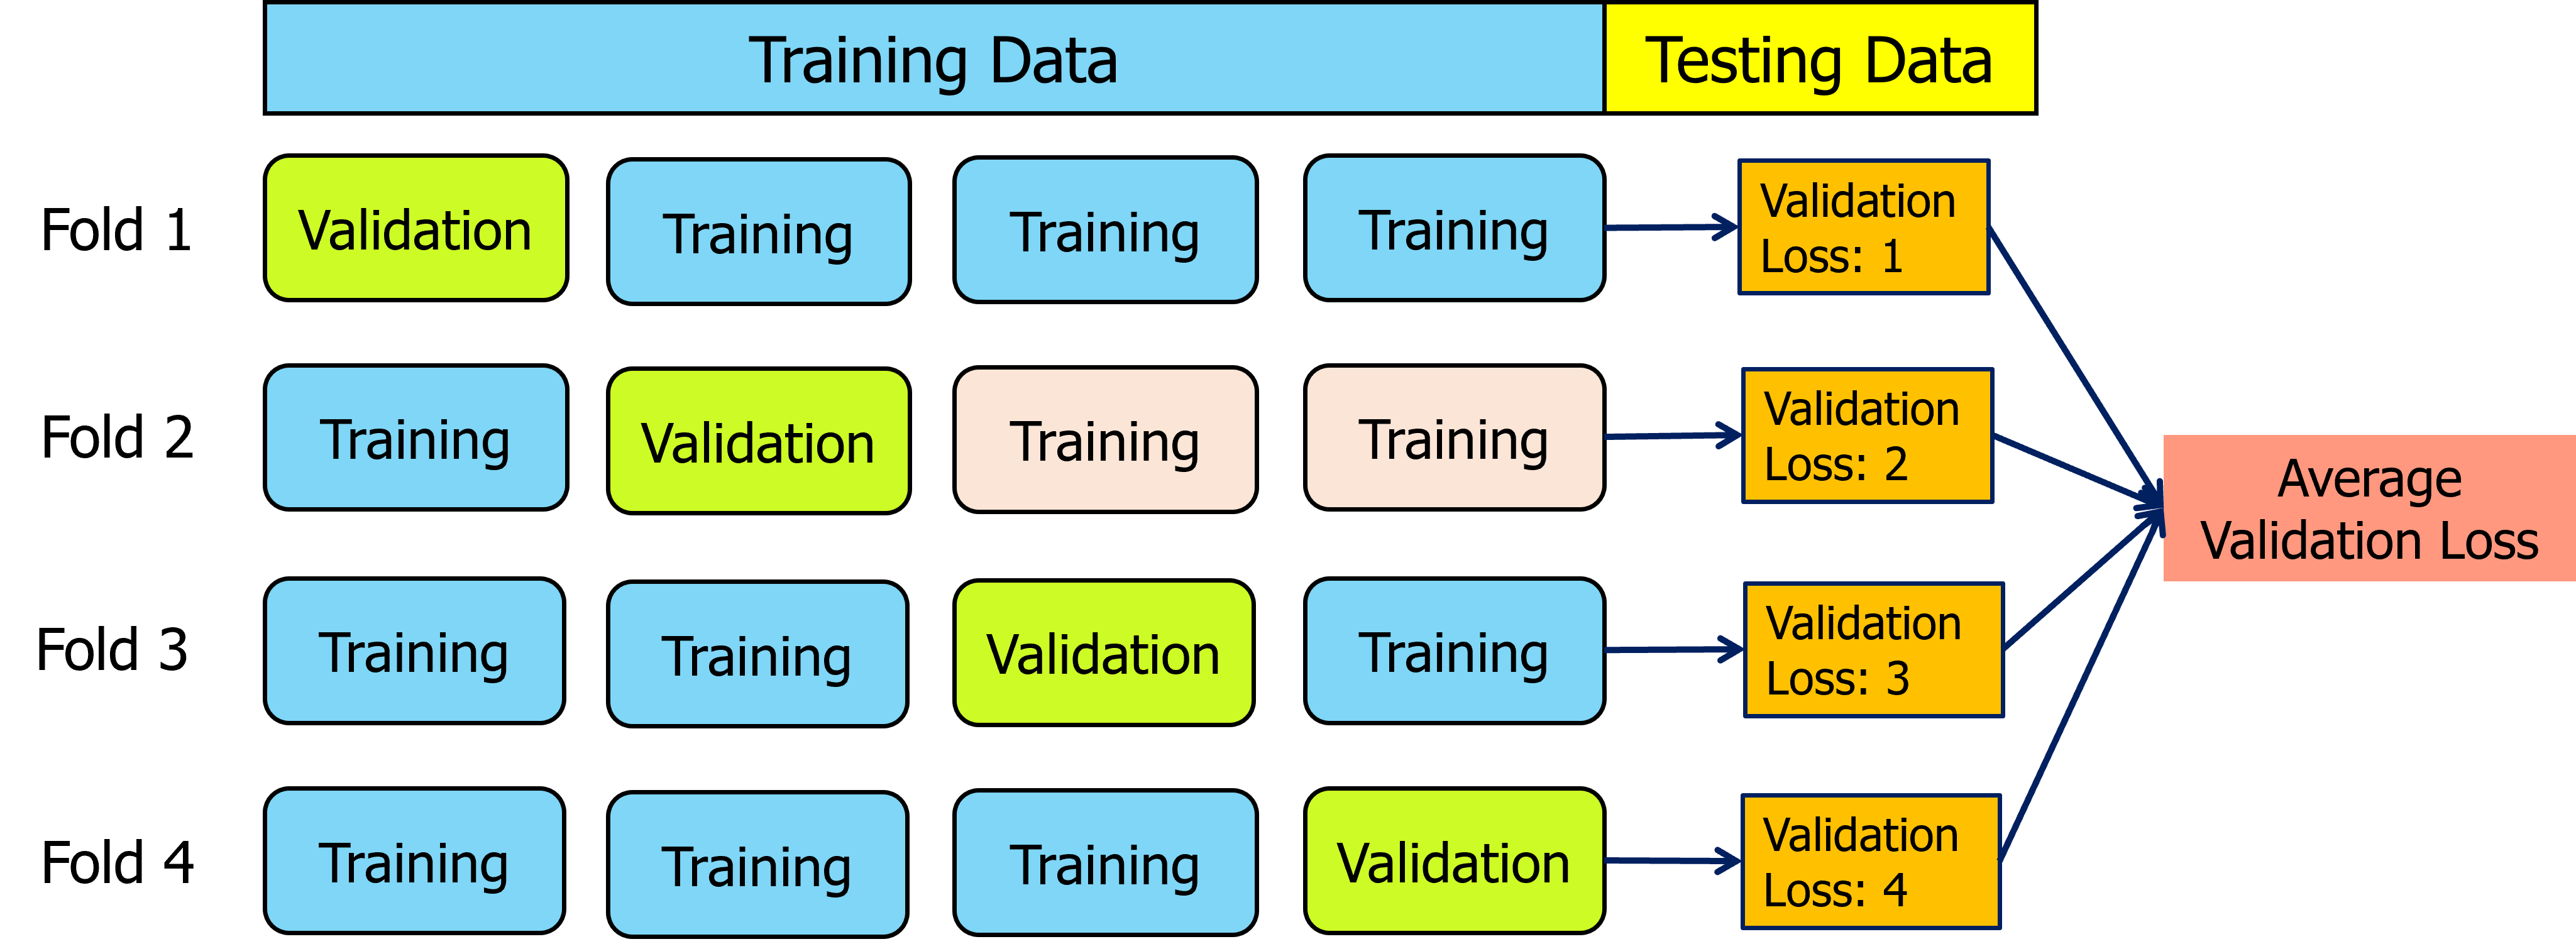 Training Data
Testing Data
Fold 1
Validation
Training
Training
Training
Validation
Loss: 1
Fold 2
Training
Validation
Training
Training
Validation
Loss: 2
Average
Validation Loss
Fold 3
Training
Training
Validation
Training
Validation
Loss: 3
Fold 4
Training
Training
Training
Validation
Validation
Loss: 4